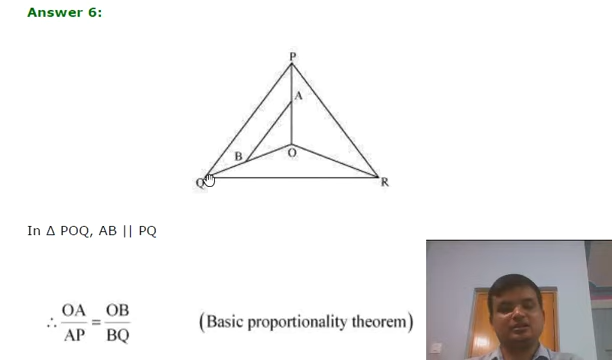 Answer 6:
P
A
B
O
Q
R
In Δ POQ, AB || PQ
∴ OA/AP = OB/BQ (Basic proportionality theorem)